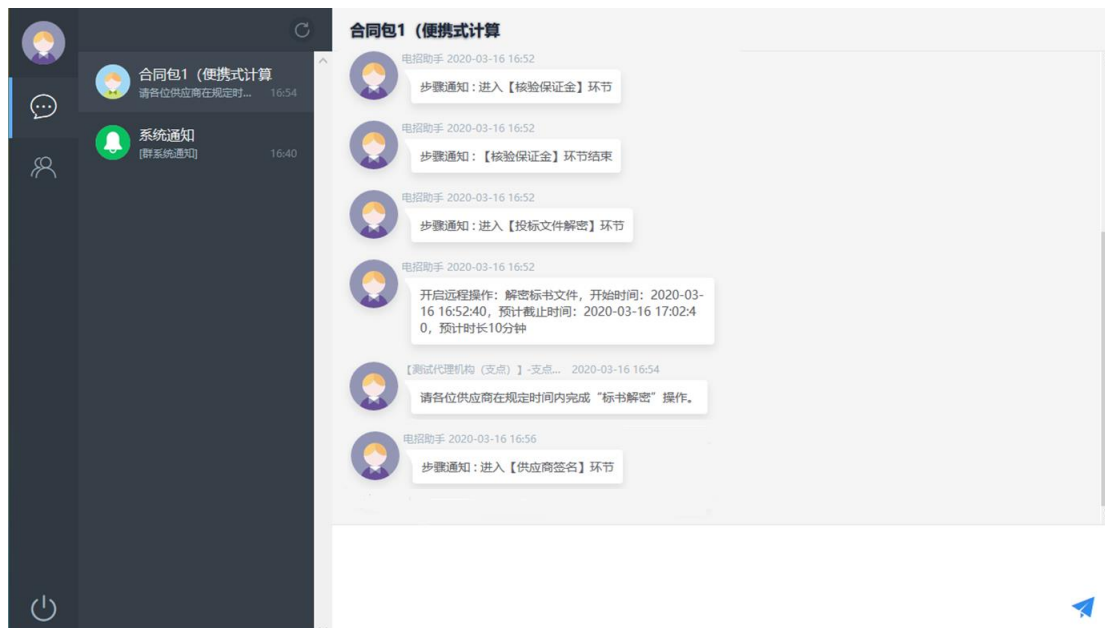 合同包1（便携式计算
请各位供应商在规定时... 16:54
系统通知
[群系统通知] 16:40
合同包1（便携式计算
电招助手 2020-03-16 16:52
步骤通知：进入【核验保证金】环节
电招助手 2020-03-16 16:52
步骤通知：【核验保证金】环节结束
电招助手 2020-03-16 16:52
步骤通知：进入【投标文件解密】环节
电招助手 2020-03-16 16:52
开启远程操作：解密标书文件，开始时间：2020-03-
16 16:52:40，预计截止时间：2020-03-16 17:02:4
0，预计时长10分钟
【测试代理机构（支点）】-支点... 2020-03-16 16:54
请各位供应商在规定时间内完成“标书解密”操作。
电招助手 2020-03-16 16:56
步骤通知：进入【供应商签名】环节